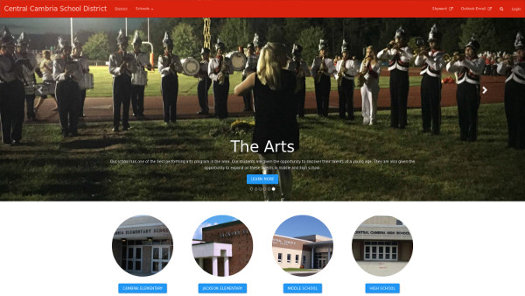 Central Cambria School District
District
Schools
Skyward
Outlook Email
Login
The Arts
Our school has one of the best performing arts program in the area. Our students are given the opportunity to discover their talents at a young age. They are also given the
opportunity to expand on these talents in middle and high school.
LEARN MORE
CAMBRIA ELEMENTARY
JACKSON ELEMENTARY
MIDDLE SCHOOL
HIGH SCHOOL